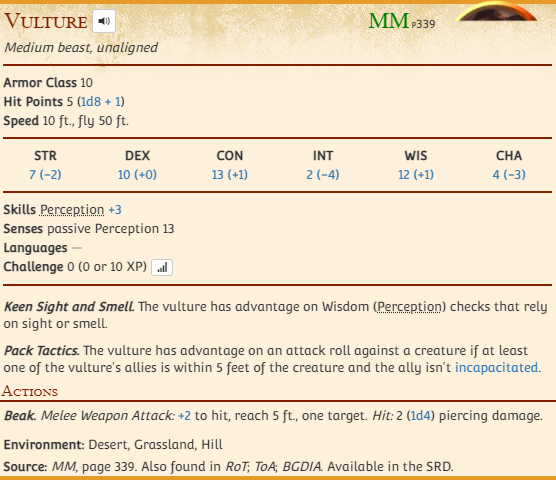 VULTURE MM P339
Medium beast, unaligned
Armor Class 10
Hit Points 5 (1d8 + 1)
Speed 10 ft., fly 50 ft.
STR DEX CON INT WIS CHA
7 (−2) 10 (+0) 13 (+1) 2 (−4) 12 (+1) 4 (−3)
Skills Perception +3
Senses passive Perception 13
Languages —
Challenge 0 (0 or 10 XP)
Keen Sight and Smell. The vulture has advantage on Wisdom (Perception) checks that rely
on sight or smell.
Pack Tactics. The vulture has advantage on an attack roll against a creature if at least
one of the vulture's allies is within 5 feet of the creature and the ally isn't incapacitated.
ACTIONS
Beak. Melee Weapon Attack: +2 to hit, reach 5 ft., one target. Hit: 2 (1d4) piercing damage.
Environment: Desert, Grassland, Hill
Source: MM, page 339. Also found in RoT; ToA; BGDIA. Available in the SRD.